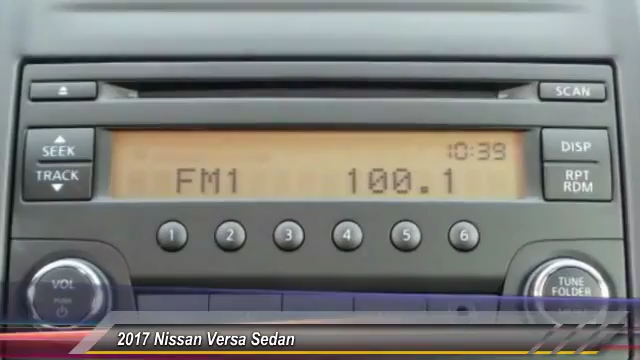 SCAN
SEEK
TRACK
10:39
FM1 100.1
DISP
RPT
RDM
1 2 3 4 5 6
VOL
PUSH
TUNE
FOLDER
2017 Nissan Versa Sedan